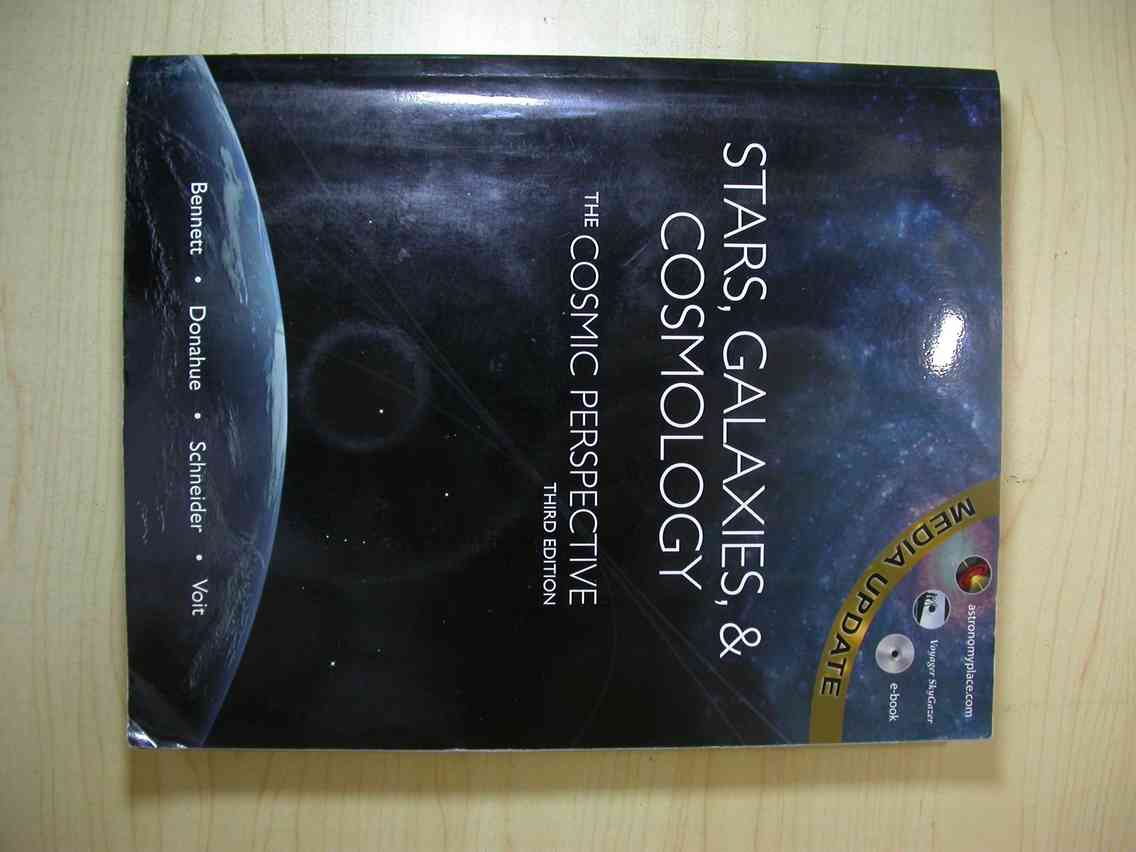 MEDIA UPDATE
astronomyplace.com
Voyager SkyGazer
e-book
STARS, GALAXIES, &
COSMOLOGY
THE COSMIC PERSPECTIVE
THIRD EDITION
Bennett • Donahue • Schneider • Voit